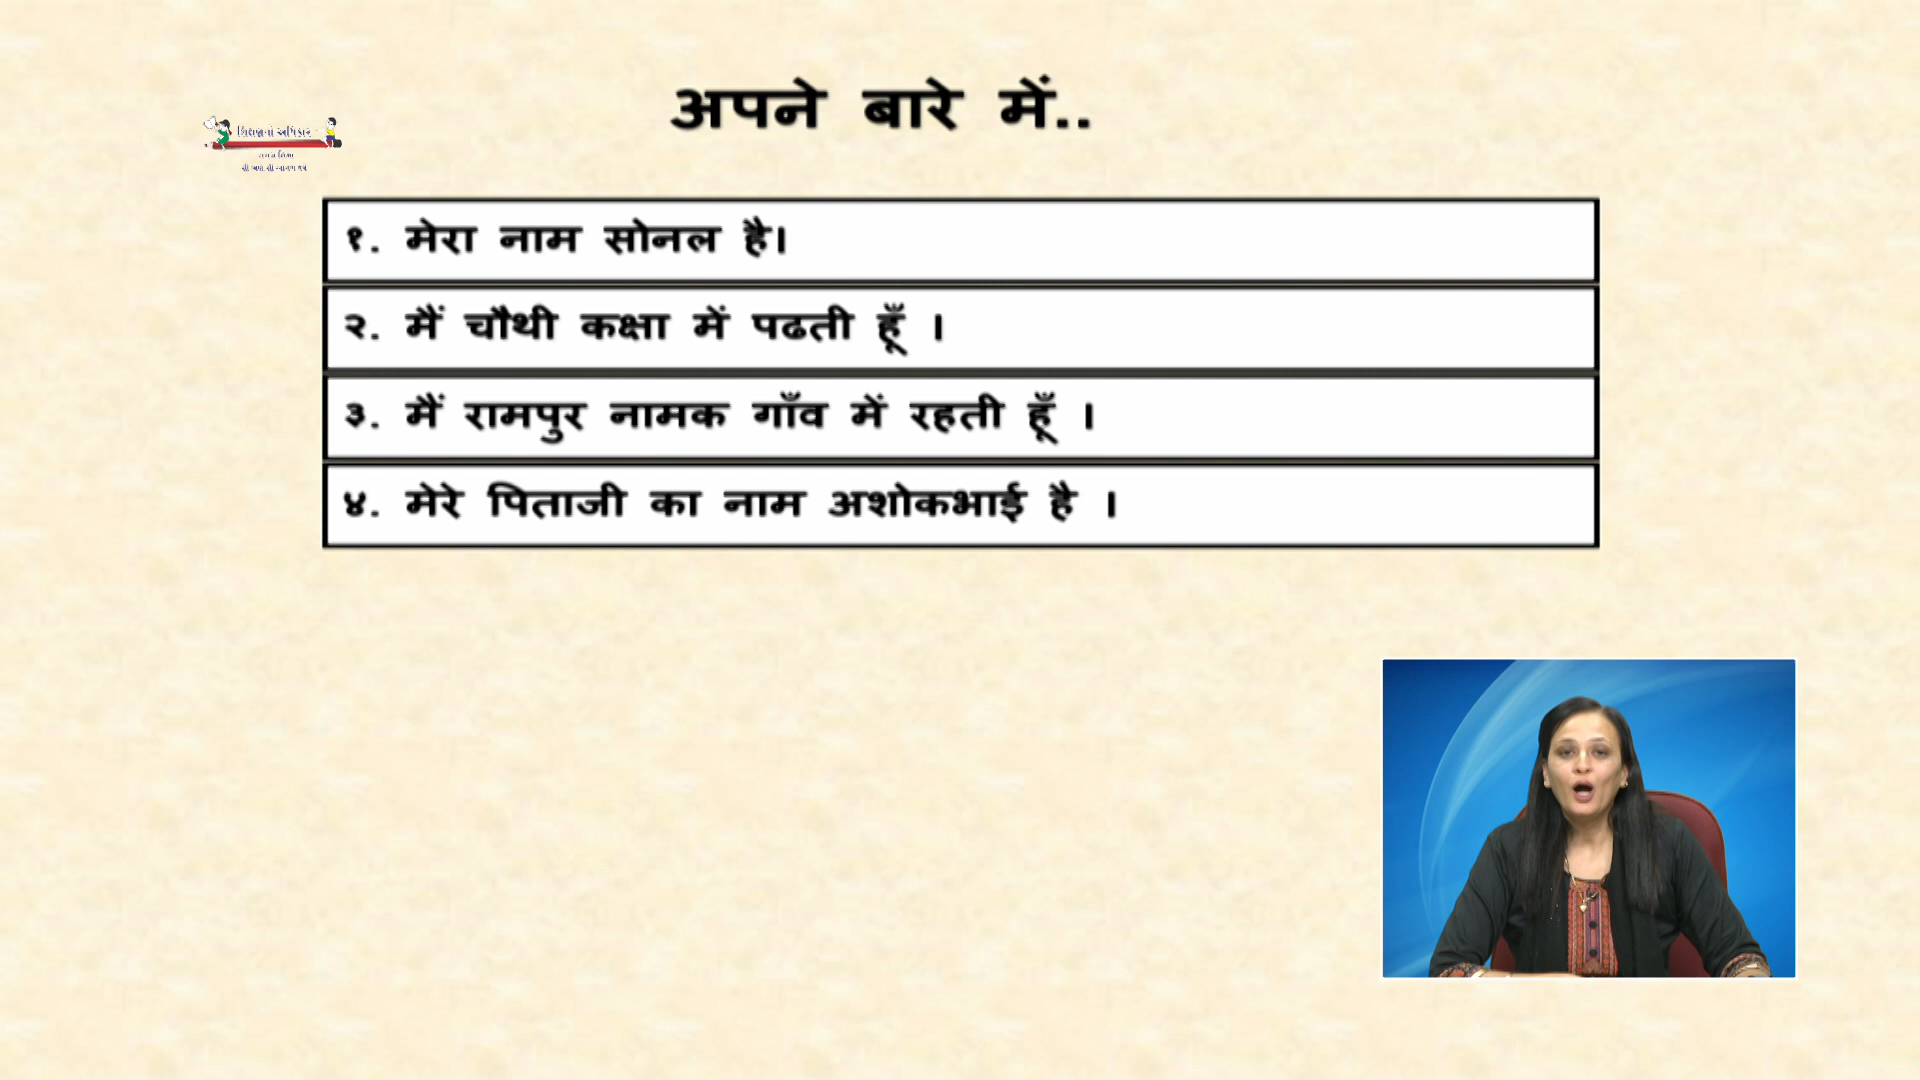 अपने बारे में..
१. मेरा नाम सोनल है।
२. मैं चौथी कक्षा में पढती हूँ ।
३. मैं रामपुर नामक गाँव में रहती हूँ ।
४. मेरे पिताजी का नाम अशोकभाई है ।